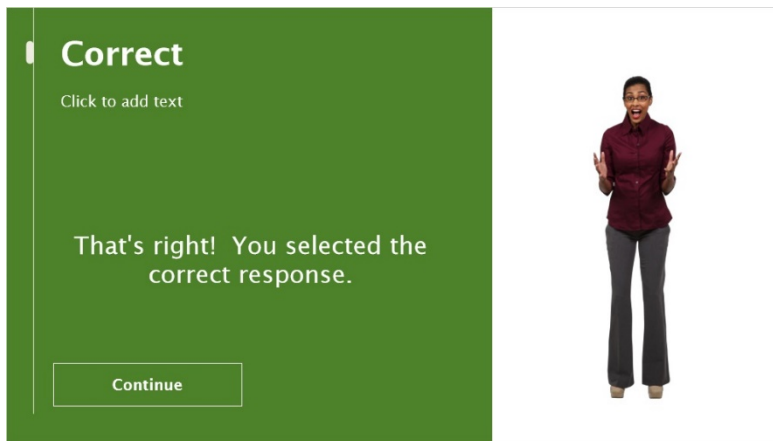 Correct
Click to add text
That's right!  You selected the
correct response.
Continue